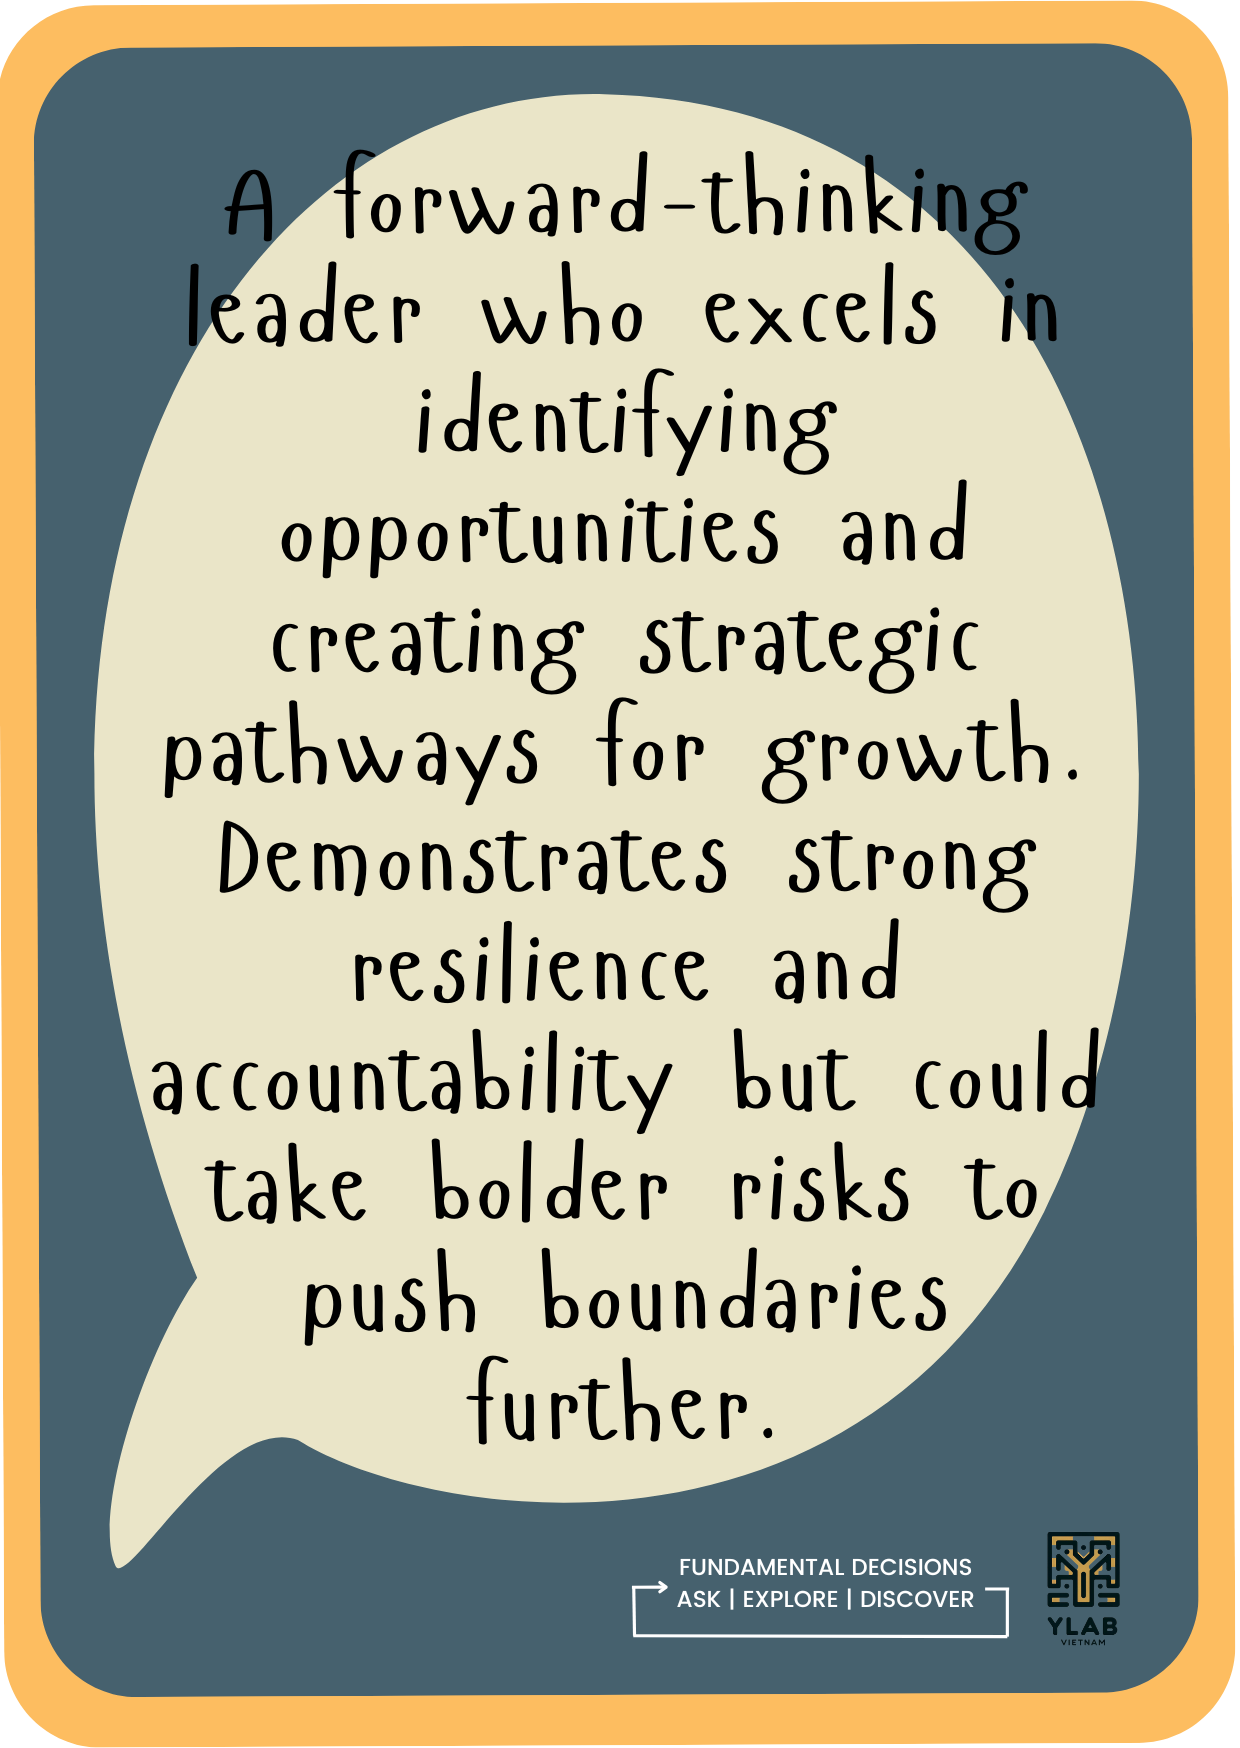 A forward-thinking
leader who excels in
identifying
opportunities and
creating strategic
pathways for growth.
Demonstrates strong
resilience and
accountability but could
take bolder risks to
push boundaries
further.
FUNDAMENTAL DECISIONS
ASK | EXPLORE | DISCOVER
YLAB
VIETNAM